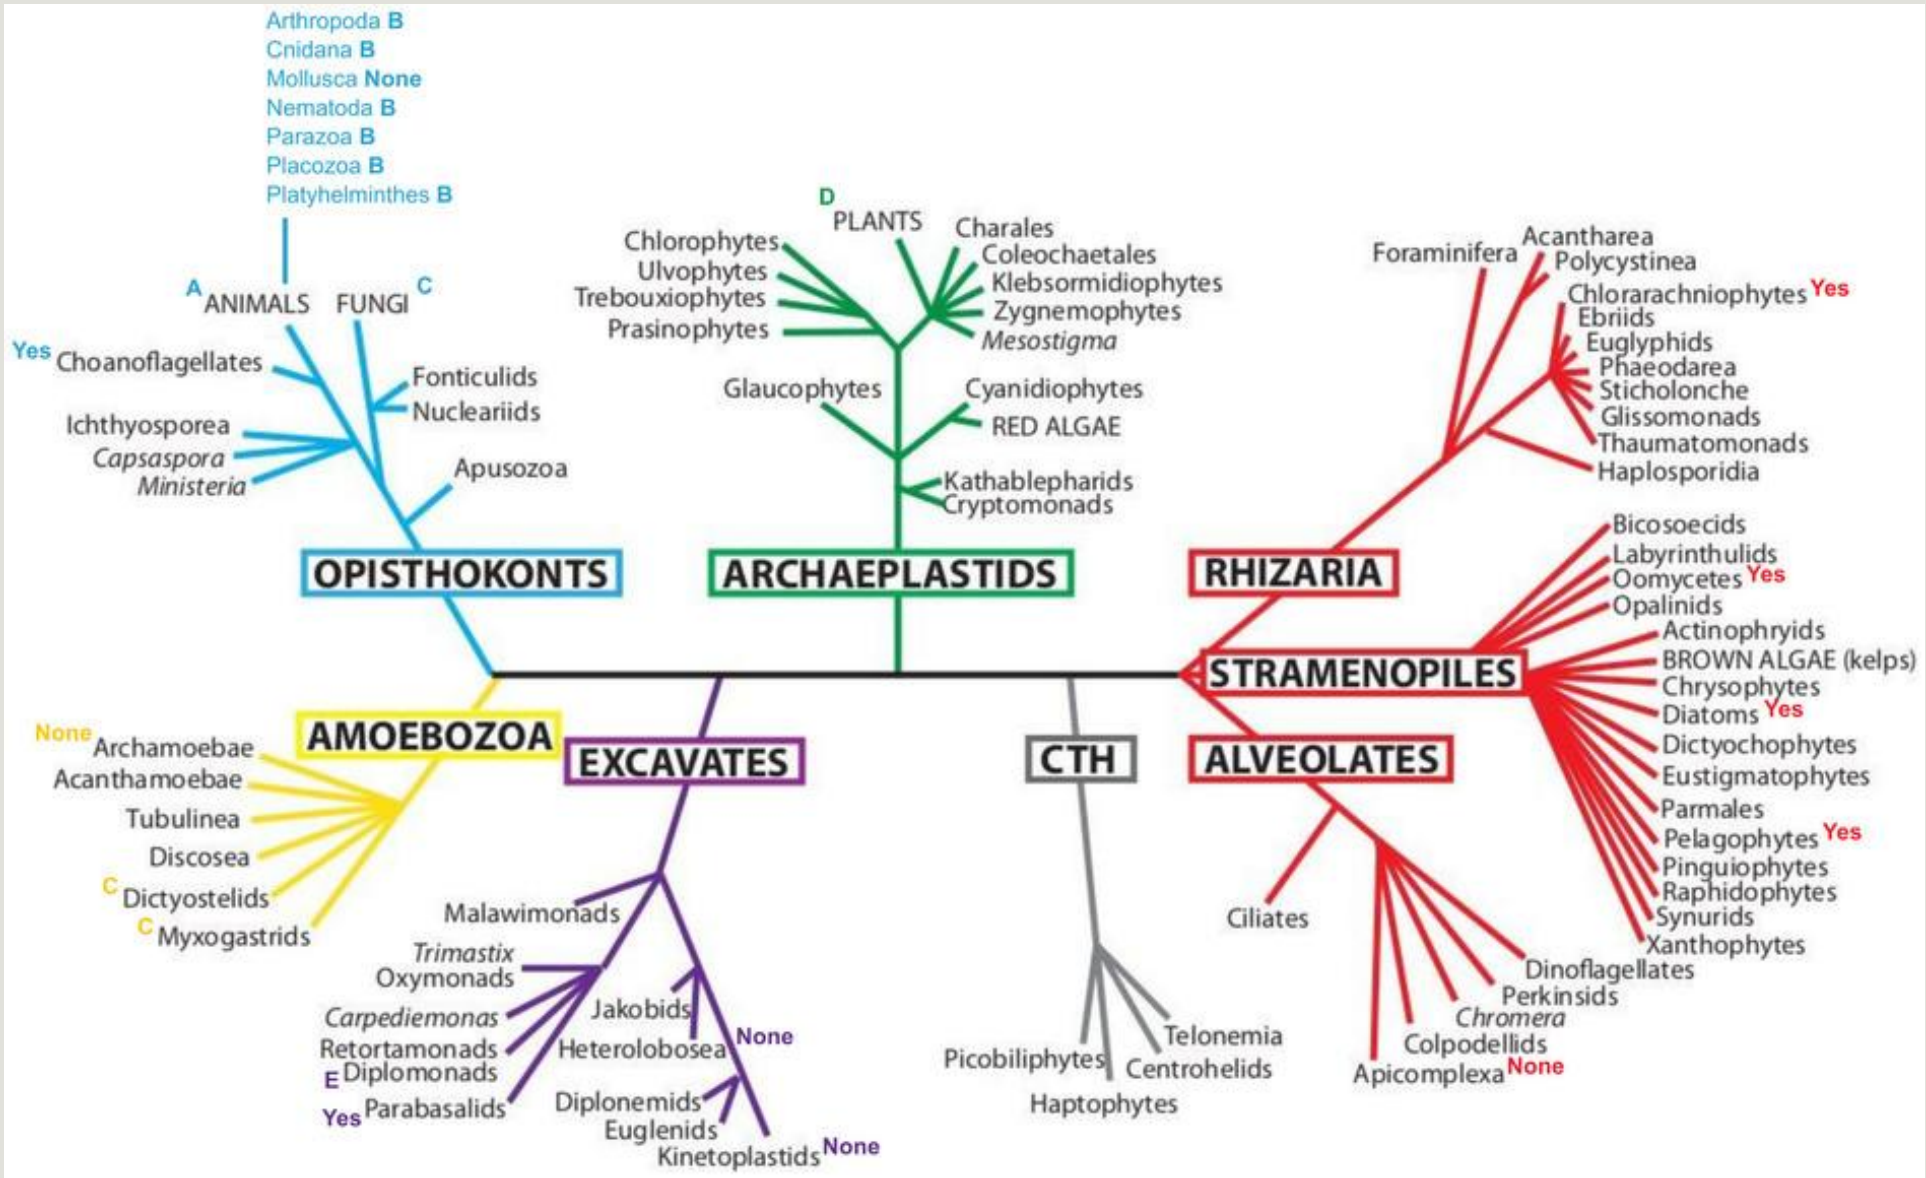 Arthropoda B
Cnidana B
Mollusca None
Nematoda B
Parazoa B
Placozoa B
Platyhelminthes B
A ANIMALS
FUNGI C
Yes Choanoflagellates
Fonticulids
Nucleariids
Ichthyosporea
Capsaspora
Ministeria
Apusozoa
OPISTHOKONTS
D
PLANTS
Chlorophytes
Ulvophytes
Trebouxiophytes
Prasinophytes
Charales
Coleochaetales
Klebsormidiophytes
Zygnemophytes
Mesostigma
Glaucophytes
Cyanidiophytes
RED ALGAE
Kathablepharids
Cryptomonads
ARCHAEPLASTIDS
Foraminifera
Acantharea
Polycystinea
Chlorarachniophytes Yes
Ebriids
Euglyphids
Phaeodarea
Sticholonche
Glissomonads
Thaumatomonads
Haplosporidia
RHIZARIA
Bicosoecids
Labyrinthulids
Oomycetes Yes
Opalinids
Actinophryids
BROWN ALGAE (kelps)
Chrysophytes
Diatoms Yes
Dictyochophytes
Eustigmatophytes
Parmales
Pelagophytes Yes
Pinguiophytes
Raphidophytes
Synurids
Xanthophytes
STRAMENOPILES
AMOEBOZOA
None Archamoebae
Acanthamoebae
Tubulinea
Discosea
C Dictyostelids
C Myxogastrids
EXCAVATES
Malawimonads
Trimastix
Oxymonads
Carpediemonas
Retortamonads
E Diplomonads
Yes Parabasalids
Jakobids
Heterolobosea None
Diplonemids
Euglenids
Kinetoplastids None
CTH
Picobiliphytes
Haptophytes
Centrohelids
Telonemia
ALVEOLATES
Ciliates
Dinoflagellates
Perkinsids
Chromera
Colpodellids
Apicomplexa None